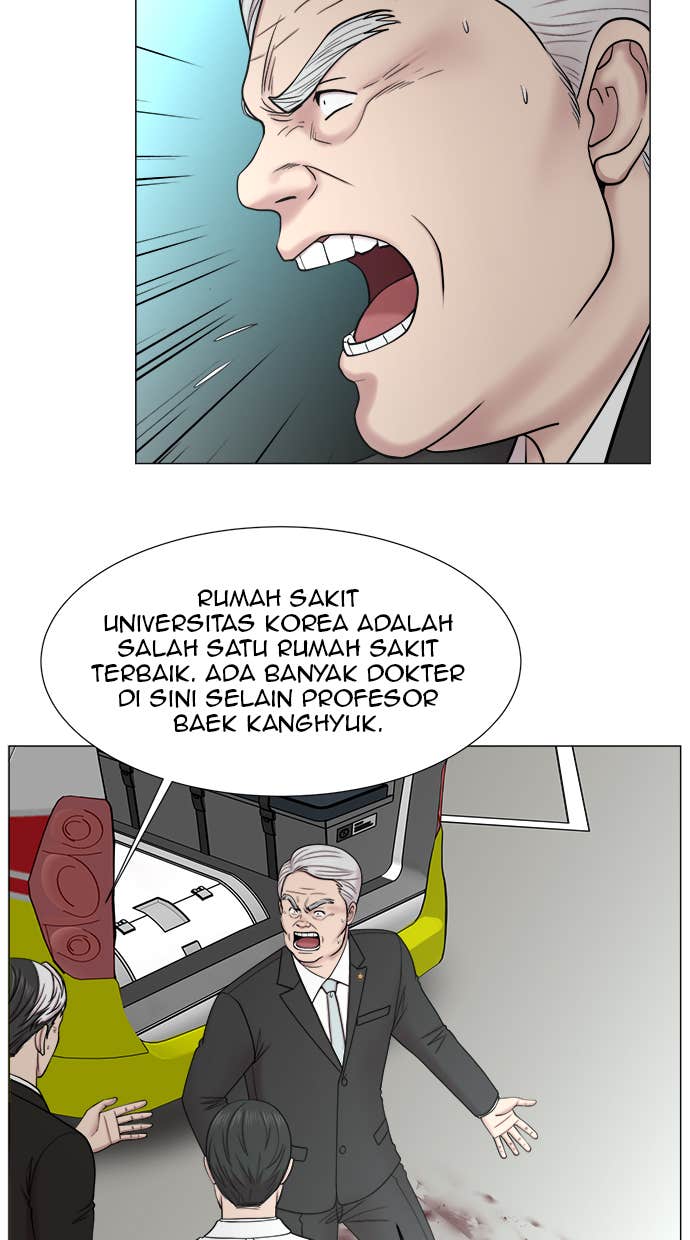 RUMAH SAKIT
UNIVERSITAS KOREA ADALAH
SALAH SATU RUMAH SAKIT
TERBAIK. ADA BANYAK DOKTER
DI SINI SELAIN PROFESOR
BAEK KANGHYUK.